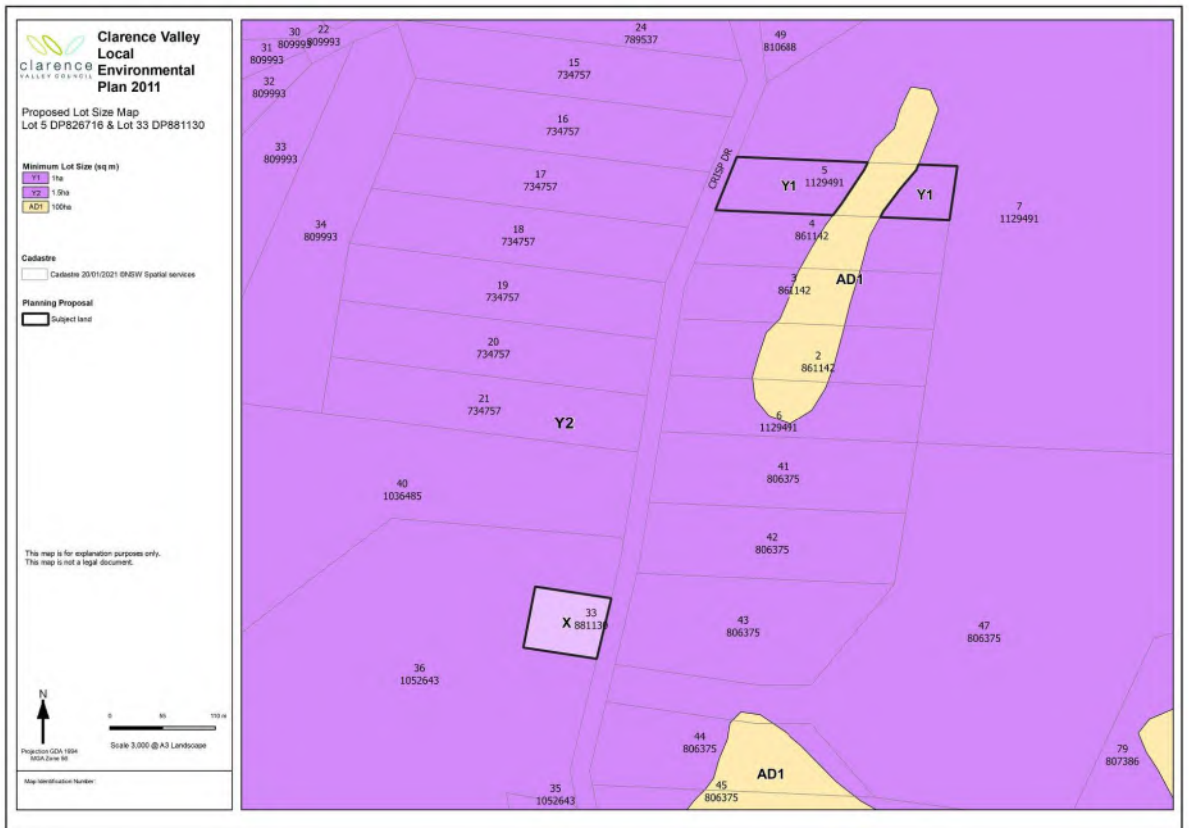 clarence
VALLEY COUNCIL
Clarence Valley
Local
Environmental
Plan 2011
Proposed Lot Size Map
Lot 5 DP826716 & Lot 33 DP881130
Minimum Lot Size (sq m)
Y1 1ha
Y2 1.5ha
AD1 100ha
Cadastre
Cadastre 20/01/2021 ©NSW Spatial services
Planning Proposal
Subject land
This map is for explanation purposes only.
This map is not a legal document.
N
0 55 110 m
Scale 3,000 @ A3 Landscape
Projection GDA 1994
MGA Zone 56
Map Identification Number:
30
809993
22
809993
31
809993
32
809993
33
809993
34
809993
24
789537
49
810688
15
734757
16
734757
17
734757
18
734757
19
734757
20
734757
21
734757
Y2
CRISP DR
Y1
5
1129491
Y1
7
1129491
4
861142
3
861142
AD1
2
861142
6
1129491
41
806375
42
806375
40
1036485
X
33
881130
43
806375
47
806375
36
1052643
44
806375
AD1
45
806375
35
1052643
79
807386